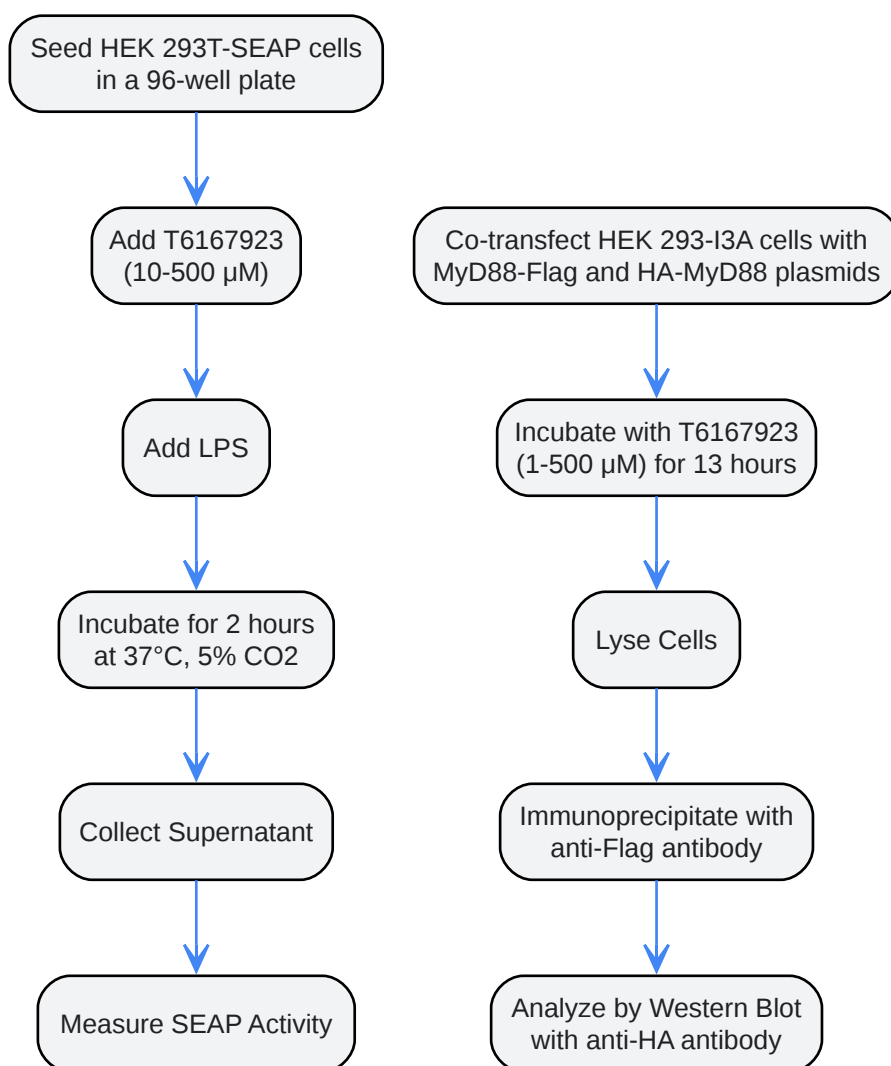 Seed HEK 293T-SEAP cells
in a 96-well plate
Add T6167923
(10-500 μM)
Add LPS
Incubate for 2 hours
at 37°C, 5% CO2
Collect Supernatant
Measure SEAP Activity
Co-transfect HEK 293-I3A cells with
MyD88-Flag and HA-MyD88 plasmids
Incubate with T6167923
(1-500 μM) for 13 hours
Lyse Cells
Immunoprecipitate with
anti-Flag antibody
Analyze by Western Blot
with anti-HA antibody